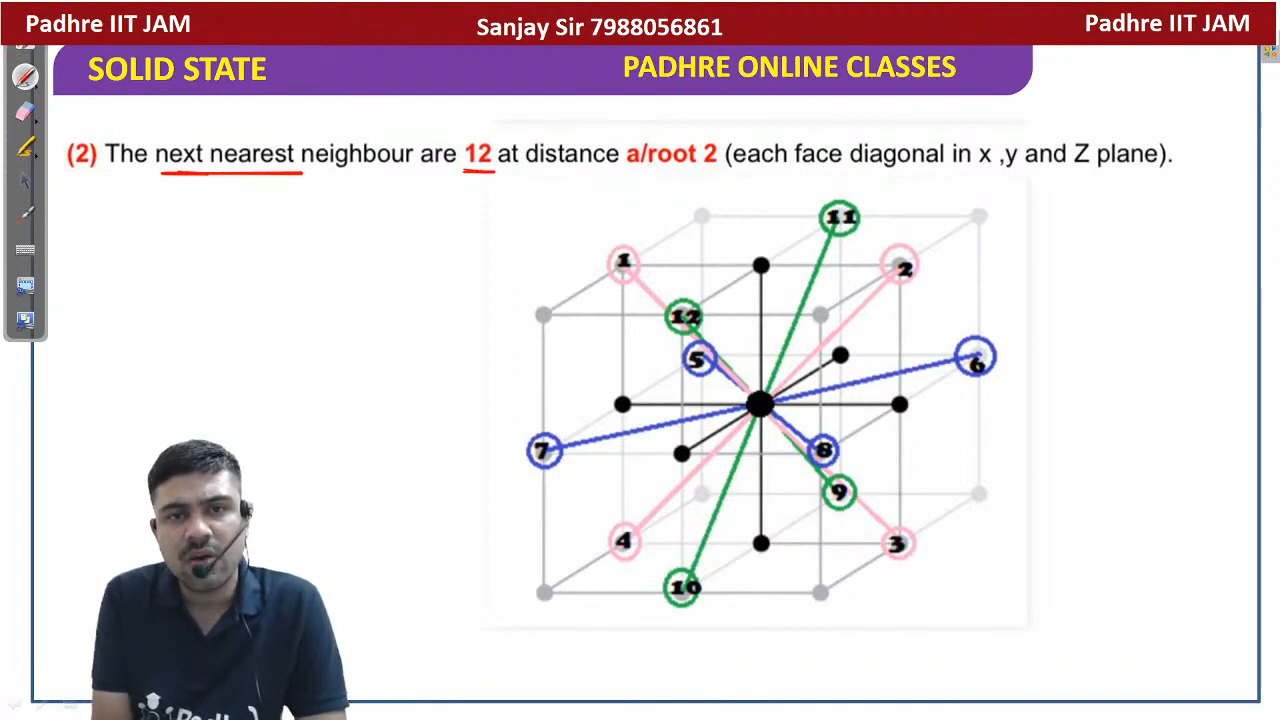 Padhre IIT JAM
Sanjay Sir 7988056861
Padhre IIT JAM
SOLID STATE
PADHRE ONLINE CLASSES
(2) The next nearest neighbour are 12 at distance a/root 2 (each face diagonal in x ,y and Z plane).
11
1
2
12
5
6
7
8
9
4
3
10